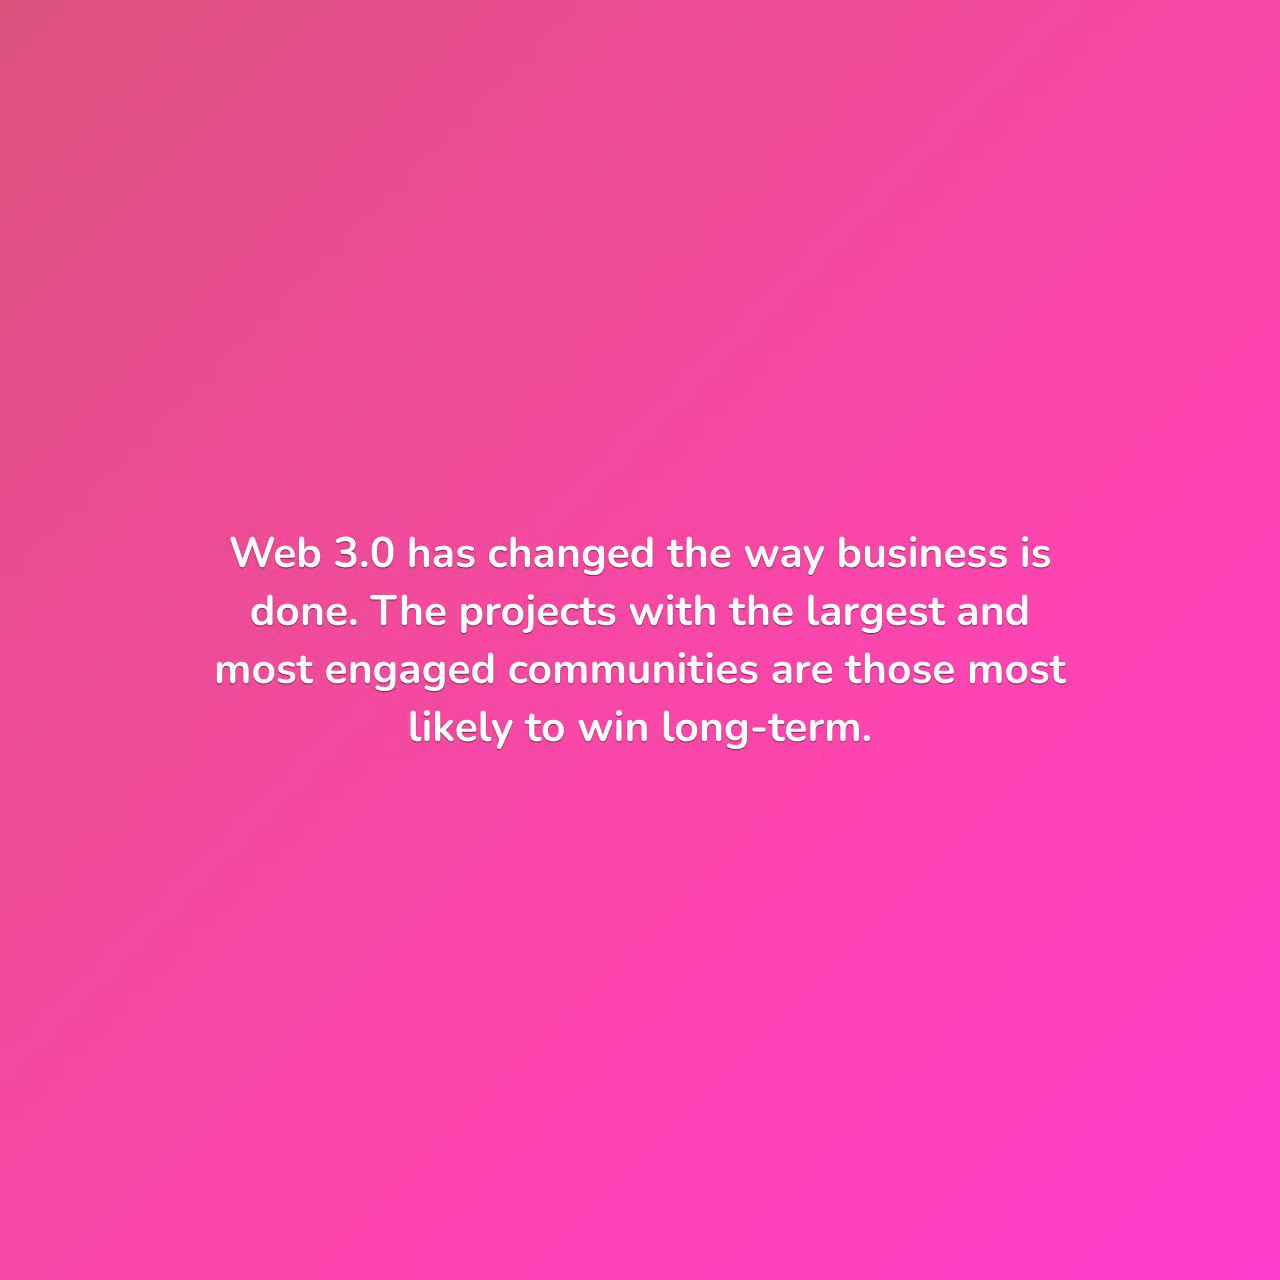 Web 3.0 has changed the way business is
done. The projects with the largest and
most engaged communities are those most
likely to win long-term.